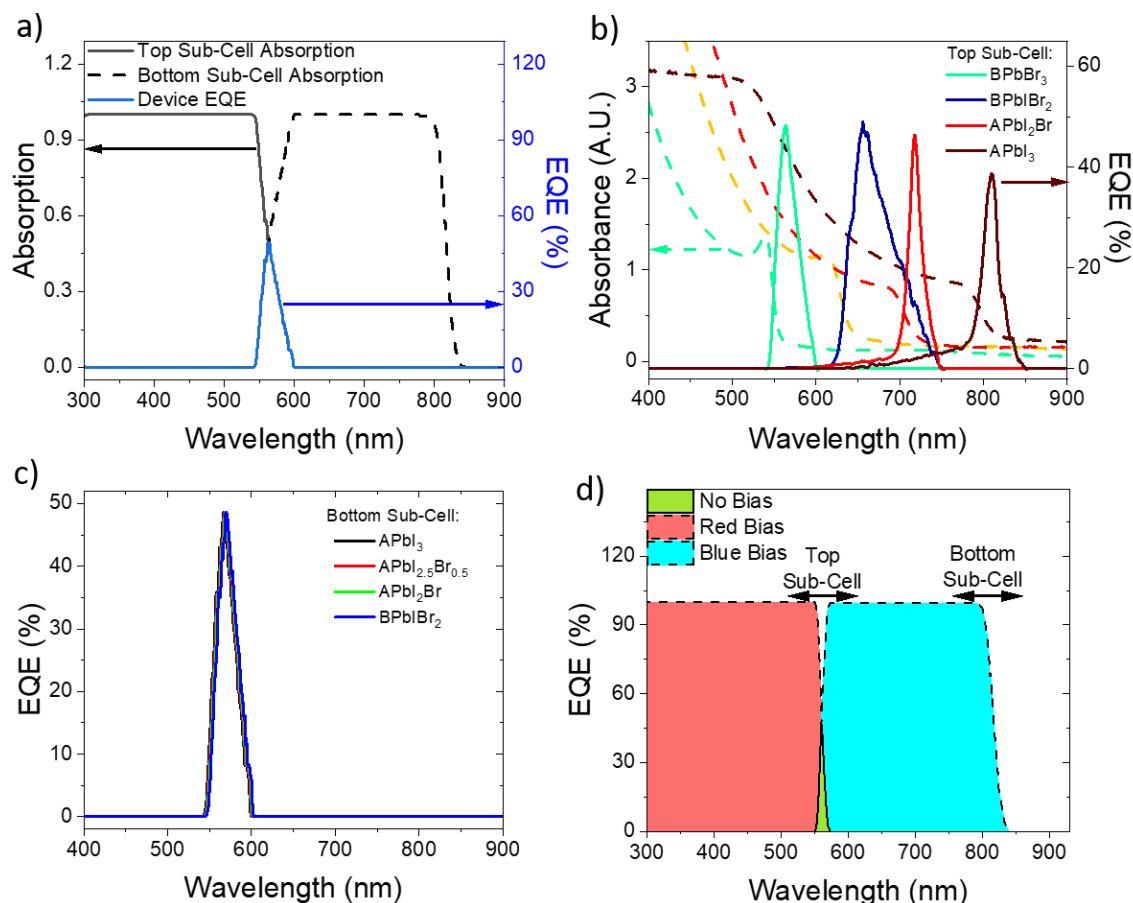 a)
Top Sub-Cell Absorption
Bottom Sub-Cell Absorption
Device EQE
1.2
0.9
0.6
0.3
0.0
Absorption
120
90
60
30
0
EQE (%)
300 400 500 600 700 800 900
Wavelength (nm)
b)
Top Sub-Cell:
BPbBr₃
BPbIBr₂
APbI₂Br
APbI₃
3
2
1
0
Absorbance (A.U.)
60
40
20
0
EQE (%)
400 500 600 700 800 900
Wavelength (nm)
c)
Bottom Sub-Cell:
APbI₃
APbI₂.₅Br₀.₅
APbI₂Br
BPbIBr₂
50
40
30
20
10
0
EQE (%)
400 500 600 700 800 900
Wavelength (nm)
d)
No Bias
Red Bias
Blue Bias
Top
Sub-Cell
Bottom
Sub-Cell
120
90
60
30
0
EQE (%)
300 400 500 600 700 800 900
Wavelength (nm)